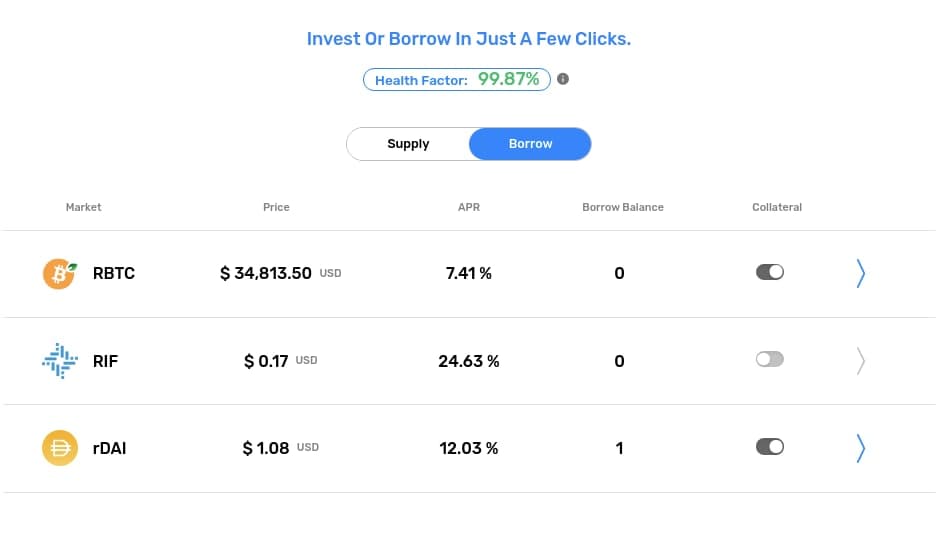 Invest Or Borrow In Just A Few Clicks.
Health Factor: 99.87%
Supply Borrow
Market Price APR Borrow Balance Collateral
RBTC $ 34,813.50 USD 7.41 % 0
RIF $ 0.17 USD 24.63 % 0
rDAI $ 1.08 USD 12.03 % 1